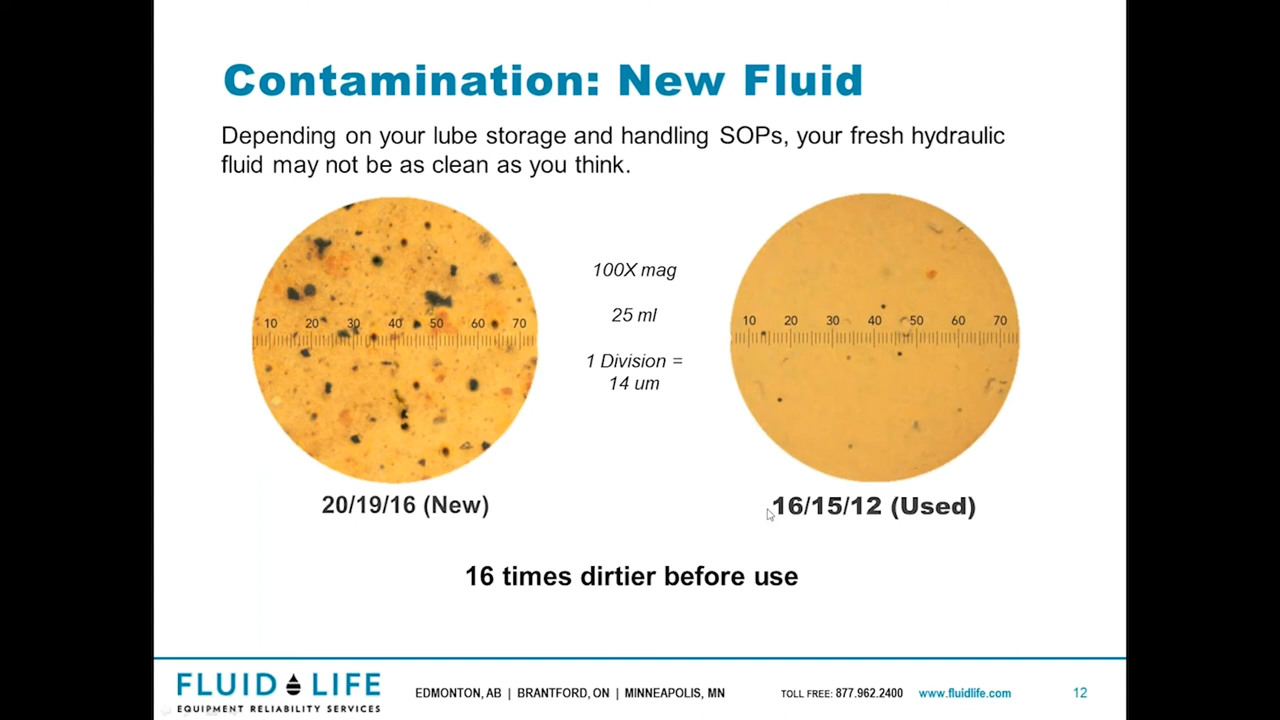 Contamination: New Fluid
Depending on your lube storage and handling SOPs, your fresh hydraulic
fluid may not be as clean as you think.
10 20 30 40 50 60 70
100X mag
25 ml
1 Division =
14 um
10 20 30 40 50 60 70
20/19/16 (New)
16/15/12 (Used)
16 times dirtier before use
FLUID LIFE
EQUIPMENT RELIABILITY SERVICES
EDMONTON, AB | BRANTFORD, ON | MINNEAPOLIS, MN
TOLL FREE: 877.962.2400
www.fluidlife.com
12